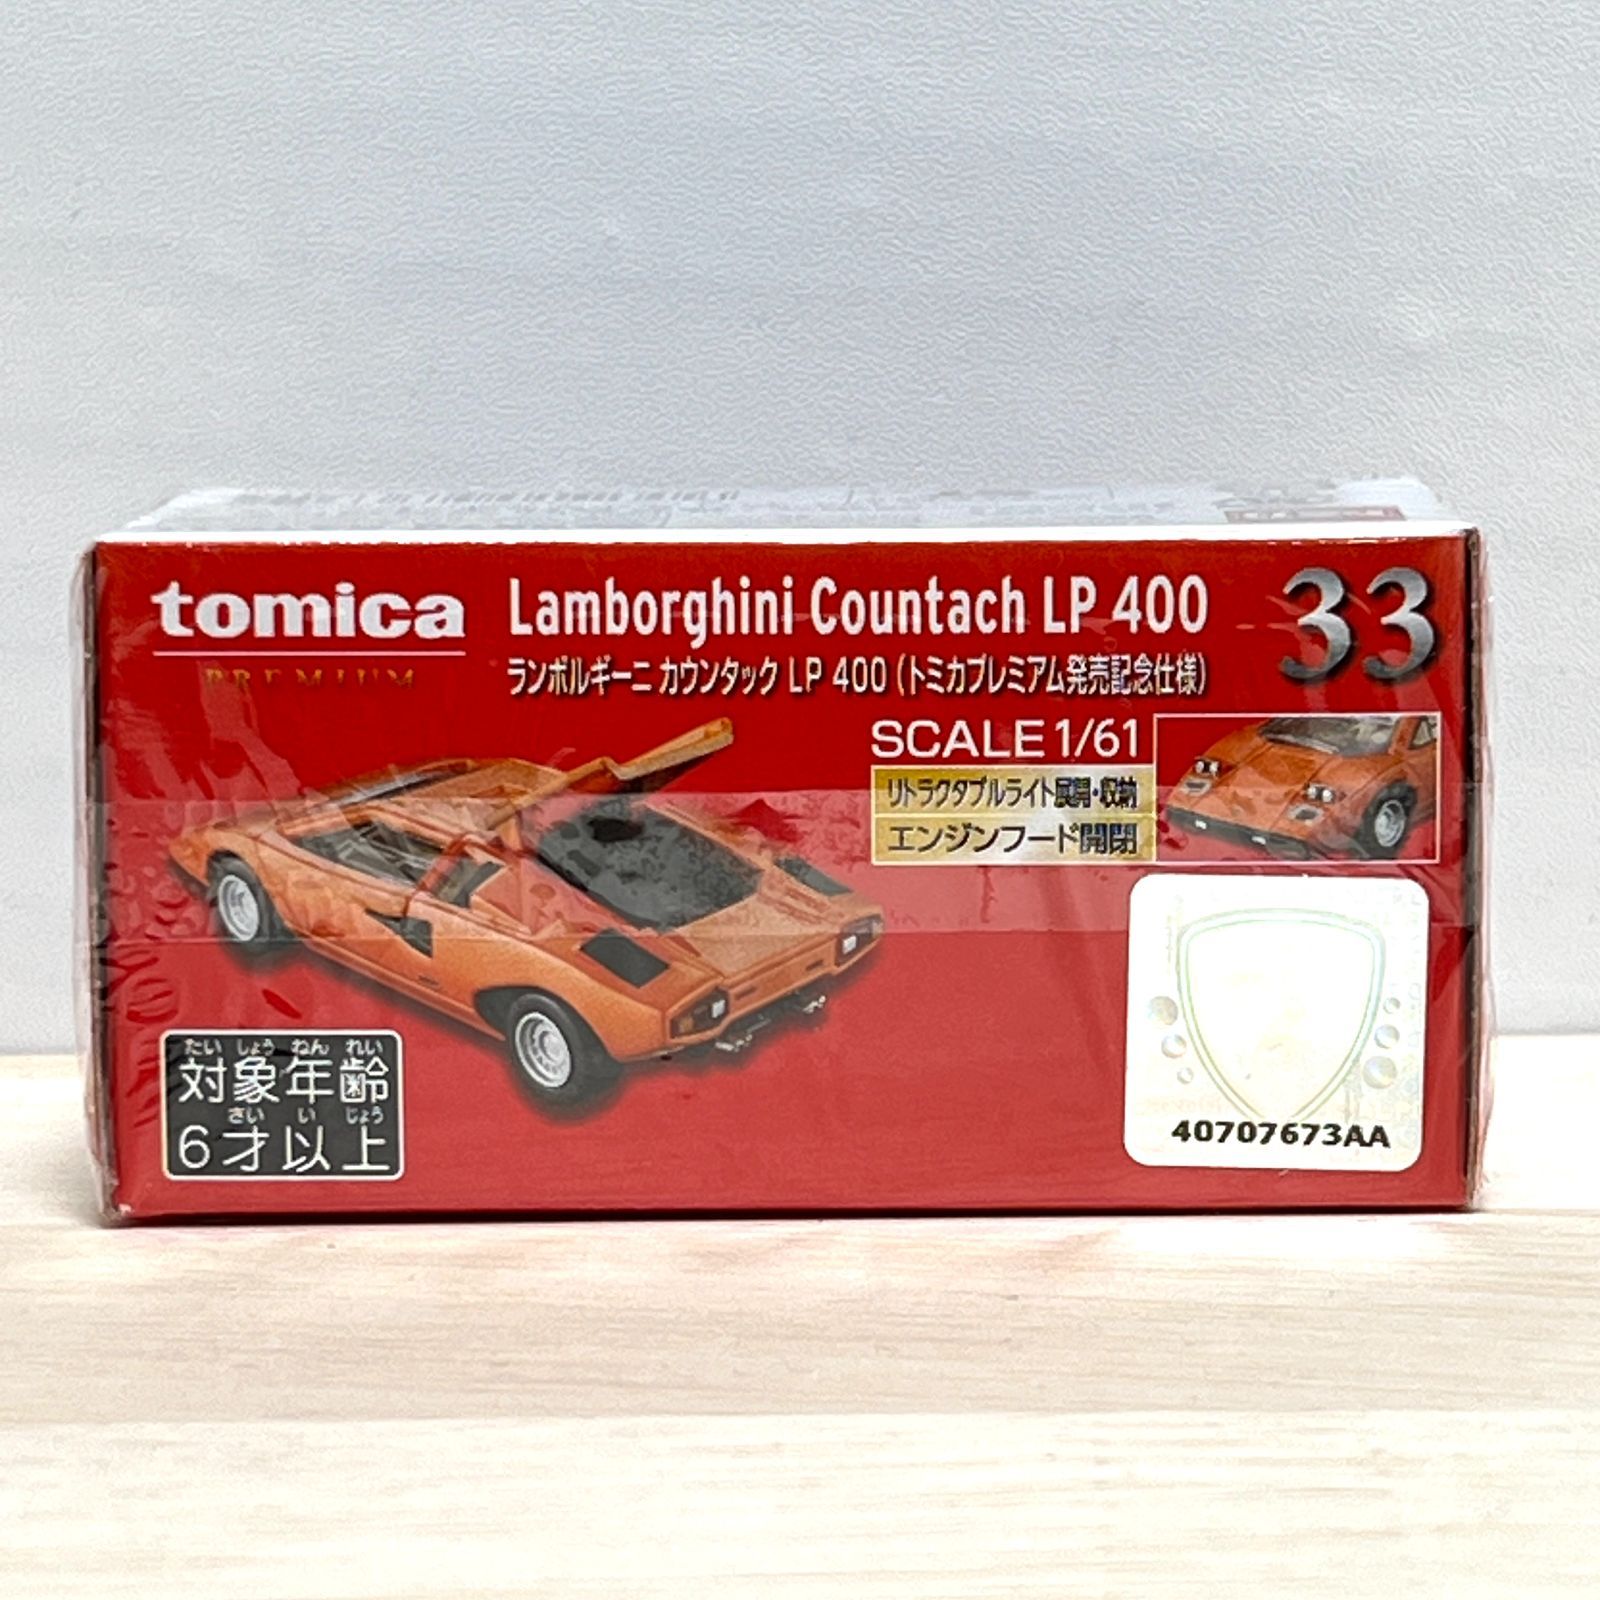 tomica
PREMIUM
Lamborghini Countach LP 400
ランボルギーニ カウンタック LP 400 (トミカプレミアム発売記念仕様)
33
SCALE 1/61
リトラクタブルライト展開・収納
エンジンフード開閉
たい しょう ねん れい
対象年齢
さい い じょう
6才以上
40707673AA